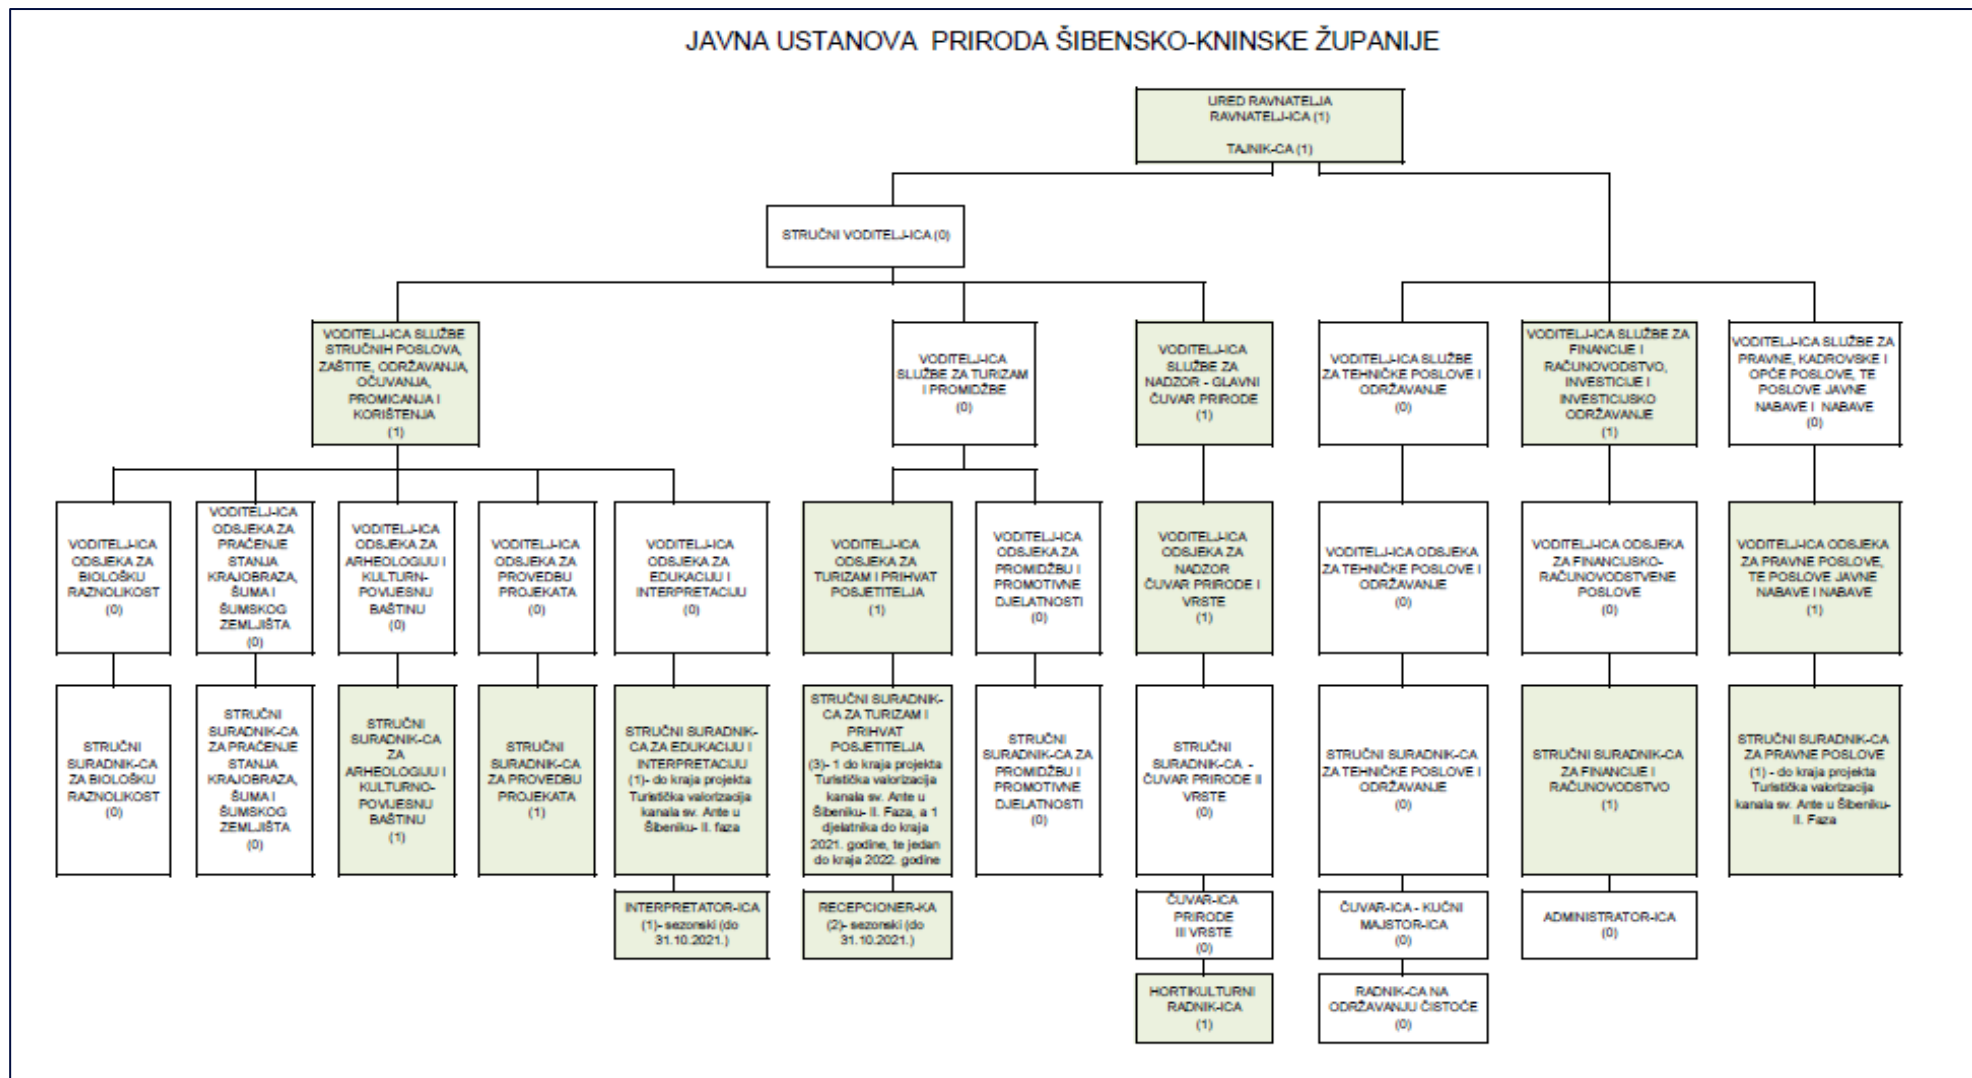 JAVNA USTANOVA PRIRODA ŠIBENSKO-KNINSKE ŽUPANIJE
URED RAVNATELJA
RAVNATELJ-ICA (1)
TAJNIK-CA (1)
STRUČNI VODITELJ-ICA (0)
VODITELJ-ICA SLUŽBE
STRUČNIH POSLOVA,
ZAŠTITE, ODRŽAVANJA,
OČUVANJA,
PROMICANJA I
KORIŠTENJA
(1)
VODITELJ-ICA
SLUŽBE ZA TURIZAM
I PROMIDŽBE
(0)
VODITELJ-ICA
SLUŽBE ZA
NADZOR - GLAVNI
ČUVAR PRIRODE
(1)
VODITELJ-ICA SLUŽBE
ZA TEHNIČKE POSLOVE I
ODRŽAVANJE
(0)
VODITELJ-ICA SLUŽBE ZA
FINANCIJE I
RAČUNOVODSTVO,
INVESTICIJE I
INVESTICIJSKO
ODRŽAVANJE
(1)
VODITELJ-ICA SLUŽBE ZA
PRAVNE, KADROVSKE I
OPĆE POSLOVE, TE
POSLOVE JAVNE
NABAVE I NABAVE
(0)
VODITELJ-ICA
ODSJEKA ZA
BIOLOŠKU
RAZNOLIKOST
(0)
VODITELJ-ICA
ODSJEKA ZA
PRAĆENJE
STANJA
KRAJOBRAZA,
ŠUMA I
ŠUMSKOG
ZEMLJIŠTA
(0)
VODITELJ-ICA
ODSJEKA ZA
ARHEOLOGIJU I
KULTURN-
POVIJESNU
BAŠTINU
(0)
VODITELJ-ICA
ODSJEKA ZA
PROVEDBU
PROJEKATA
(0)
VODITELJ-ICA
ODSJEKA ZA
EDUKACIJU I
INTERPRETACIJU
(0)
VODITELJ-ICA
ODSJEKA ZA
TURIZAM I PRIHVAT
POSJETITELJA
(1)
VODITELJ-ICA
ODSJEKA ZA
PROMIDŽBU I
PROMOTIVNE
DJELATNOSTI
(0)
VODITELJ-ICA
ODSJEKA ZA
NADZOR
ČUVAR PRIRODE I
VRSTE
(1)
VODITELJ-ICA ODSJEKA
ZA TEHNIČKE POSLOVE I
ODRŽAVANJE
(0)
VODITELJ-ICA ODSJEKA
ZA FINANCIJSKO-
RAČUNOVODSTVENE
POSLOVE
(0)
VODITELJ-ICA ODSJEKA
ZA PRAVNE POSLOVE,
TE POSLOVE JAVNE
NABAVE I NABAVE
(1)
STRUČNI
SURADNIK-CA
ZA BIOLOŠKU
RAZNOLIKOST
(0)
STRUČNI
SURADNIK-CA
ZA PRAĆENJE
STANJA
KRAJOBRAZA,
ŠUMA I
ŠUMSKOG
ZEMLJIŠTA
(0)
STRUČNI
SURADNIK-CA
ZA
ARHEOLOGIJU I
KULTURNO-
POVIJESNU
BAŠTINU
(1)
STRUČNI
SURADNIK-CA
ZA PROVEDBU
PROJEKATA
(1)
STRUČNI SURADNIK-
CA ZA EDUKACIJU I
INTERPRETACIJU
(1)- do kraja projekta
Turistička valorizacija
kanala sv. Ante u
Šibeniku- II. faza
STRUČNI SURADNIK-
CA ZA TURIZAM I
PRIHVAT
POSJETITELJA
(3)- 1 do kraja projekta
Turistička valorizacija
kanala sv. Ante u
Šibeniku- II. Faza, a 1
djelatnika do kraja
2021. godine, te jedan
do kraja 2022. godine
STRUČNI
SURADNIK-CA ZA
PROMIDŽBU I
PROMOTIVNE
DJELATNOSTI
(0)
STRUČNI
SURADNIK-CA -
ČUVAR PRIRODE II
VRSTE
(0)
STRUČNI SURADNIK-CA
ZA TEHNIČKE POSLOVE I
ODRŽAVANJE
(0)
STRUČNI SURADNIK-CA
ZA FINANCIJE I
RAČUNOVODSTVO
(1)
STRUČNI SURADNIK-CA
ZA PRAVNE POSLOVE
(1) - do kraja projekta
Turistička valorizacija
kanala sv. Ante u Šibeniku-
II. Faza
INTERPRETATOR-ICA
(1)- sezonski (do
31.10.2021.)
RECEPCIONER-KA
(2)- sezonski (do
31.10.2021.)
ČUVAR-ICA
PRIRODE
III VRSTE
(0)
ČUVAR-ICA - KUĆNI
MAJSTOR-ICA
(0)
ADMINISTRATOR-ICA
(0)
HORTIKULTURNI
RADNIK-ICA
(1)
RADNIK-CA NA
ODRŽAVANJU ČISTOĆE
(0)